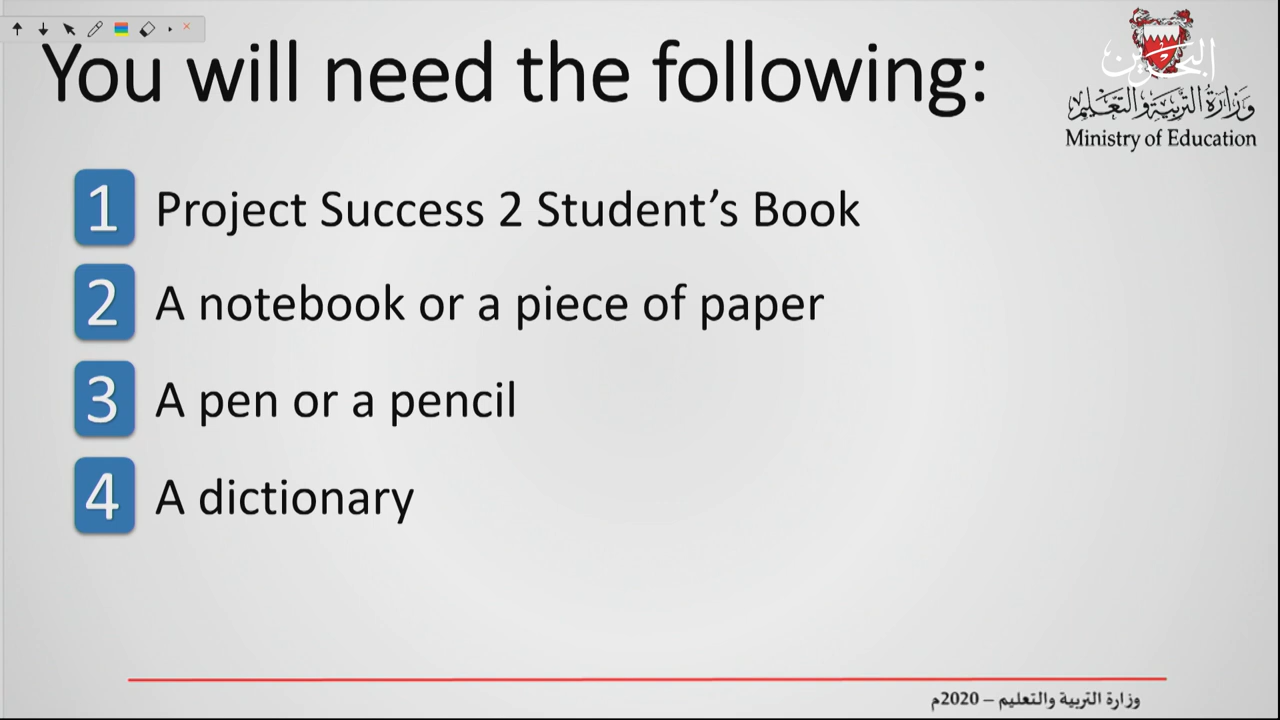 You will need the following:
البحرين
وزارة التربية والتعليم
Ministry of Education
1 Project Success 2 Student’s Book
2 A notebook or a piece of paper
3 A pen or a pencil
4 A dictionary
وزارة التربية والتعليم – 2020م